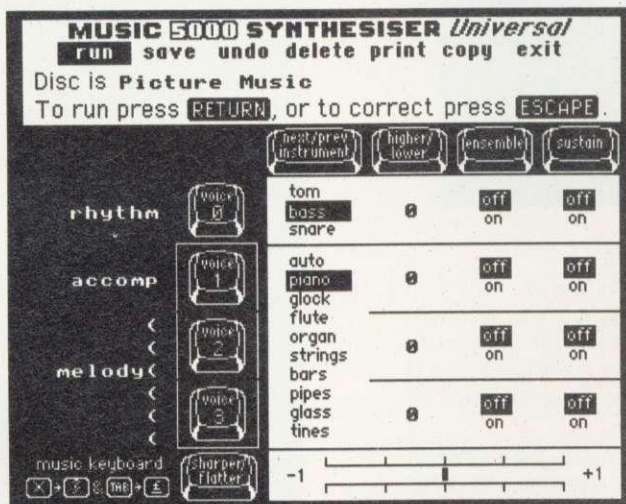 MUSIC 5000 SYNTHESISER Universal
run save undo delete print copy exit
Disc is Picture Music
To run press RETURN, or to correct press ESCAPE.
next/prev instrument higher/lower ensemble sustain
rhythm voice 0 tom bass snare 0 off on off on
accomp voice 1 auto piano glock 0 off on off on
melody voice 2 flute organ strings bars 0 off on off on
voice 3 pipes glass tines 0 off on off on
music keyboard sharper/flatter -1 +1
X → S & TAB → £